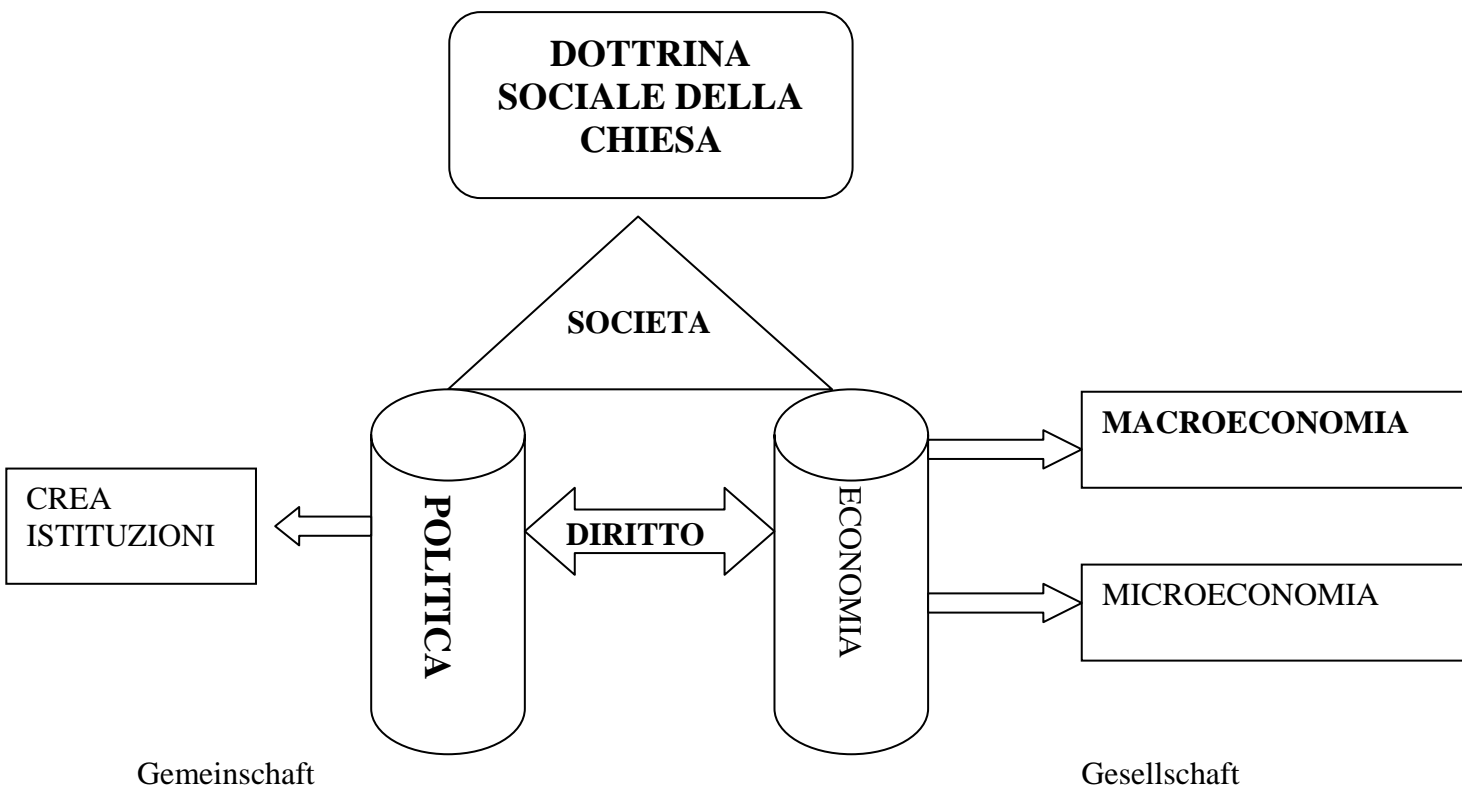 DOTTRINA
SOCIALE DELLA
CHIESA
SOCIETA
MACROECONOMIA
CREA
ISTITUZIONI
POLITICA
DIRITTO
ECONOMIA
MICROECONOMIA
Gemeinschaft
Gesellschaft